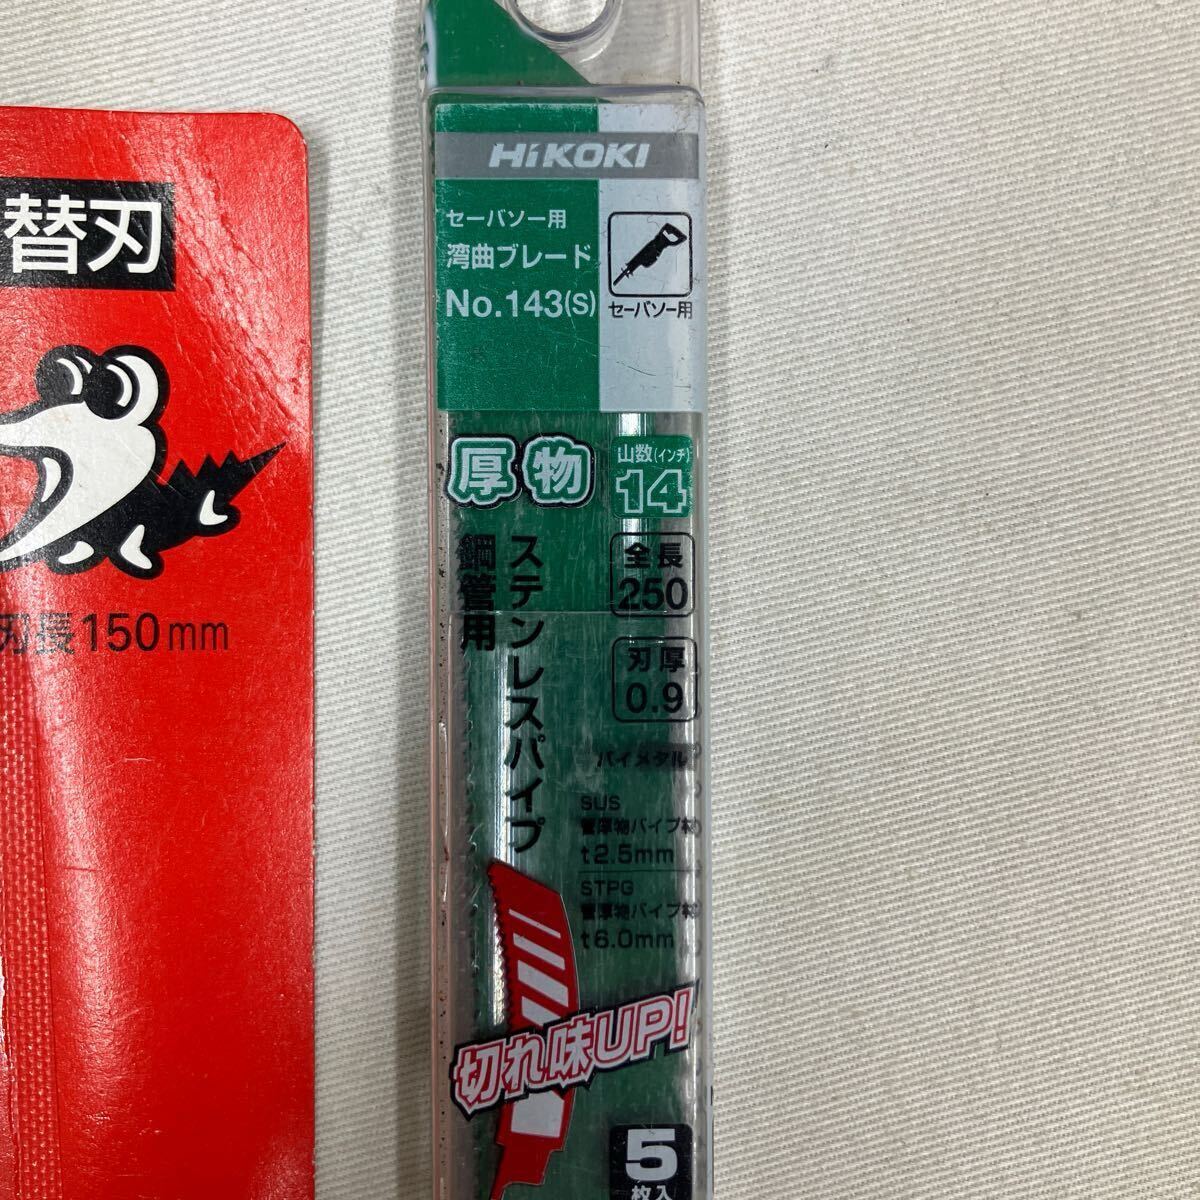 替刃
刃長150mm
HiKOKI
セーバソー用
湾曲ブレード
No.143(S)
セーバソー用
厚物
山数(インチ)
14
ステンレスパイプ
鋼管用
全長
250
刃厚
0.9
バイメタル
SUS
管厚物パイプ材
t2.5mm
STPG
管厚物パイプ材
t6.0mm
切れ味UP!
5
枚入